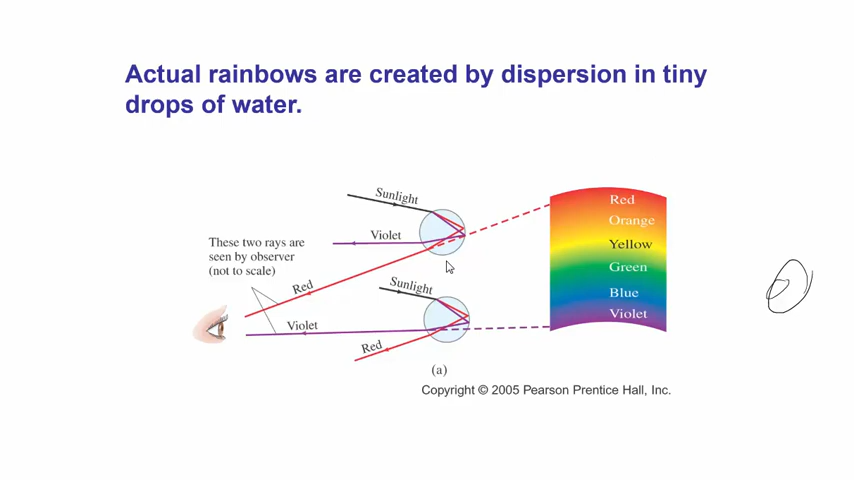 Actual rainbows are created by dispersion in tiny
drops of water.
Sunlight
Violet
These two rays are
seen by observer
(not to scale)
Red
Sunlight
Violet
Red
Red
Orange
Yellow
Green
Blue
Violet
(a)
Copyright © 2005 Pearson Prentice Hall, Inc.